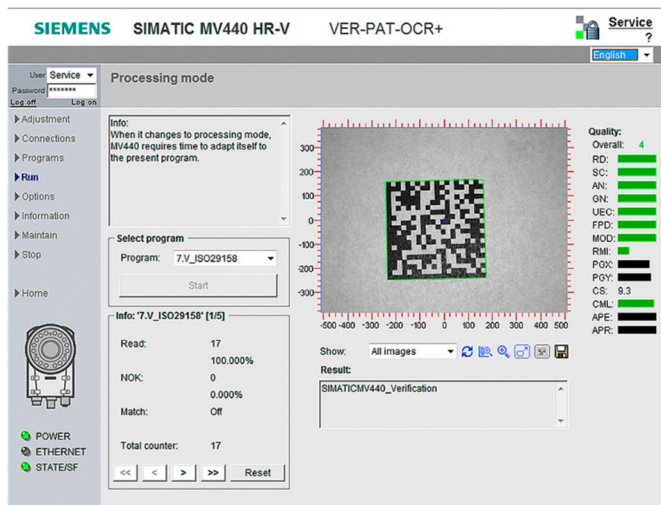 SIEMENS SIMATIC MV440 HR-V VER-PAT-OCR+
Service
?
English
User Service
Password *******
Log off Log on
Adjustment
Connections
Programs
Run
Options
Information
Maintain
Stop
Home
POWER
ETHERNET
STATE/SF
Processing mode
Info:
When it changes to processing mode,
MV440 requires time to adapt itself to
the present program.
Select program
Program: 7.V_ISO29158
Start
Info: '7.V_ISO29158' [1/5]
Read: 17
100.000%
NOK: 0
0.000%
Match: Off
Total counter: 17
<< < > >> Reset
300
200
100
0
-100
-200
-300
-500 -400 -300 -200 -100 0 100 200 300 400 500
Show: All images
Result:
SIMATICMV440_Verification
Quality:
Overall: 4
RD:
SC:
AN:
GN:
UEC:
FPD:
MOD:
RMI:
PGX:
PGY:
CS: 9.3
CML:
APE:
APR: